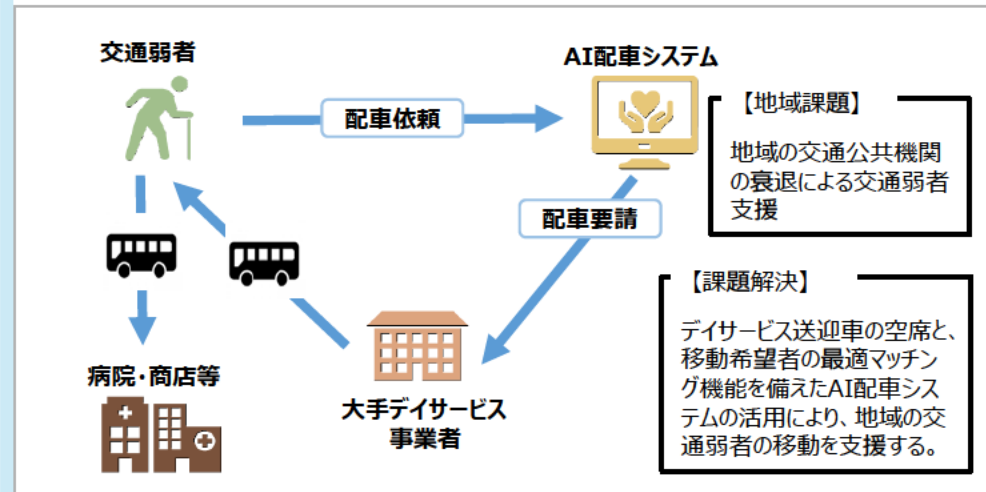 交通弱者
AI配車システム
配車依頼
【地域課題】
地域の交通公共機関
の衰退による交通弱者
支援
配車要請
【課題解決】
デイサービス送迎車の空席と、
移動希望者の最適マッチン
グ機能を備えたAI配車シス
テムの活用により、地域の交
通弱者の移動を支援する。
病院・商店等
大手デイサービス
事業者